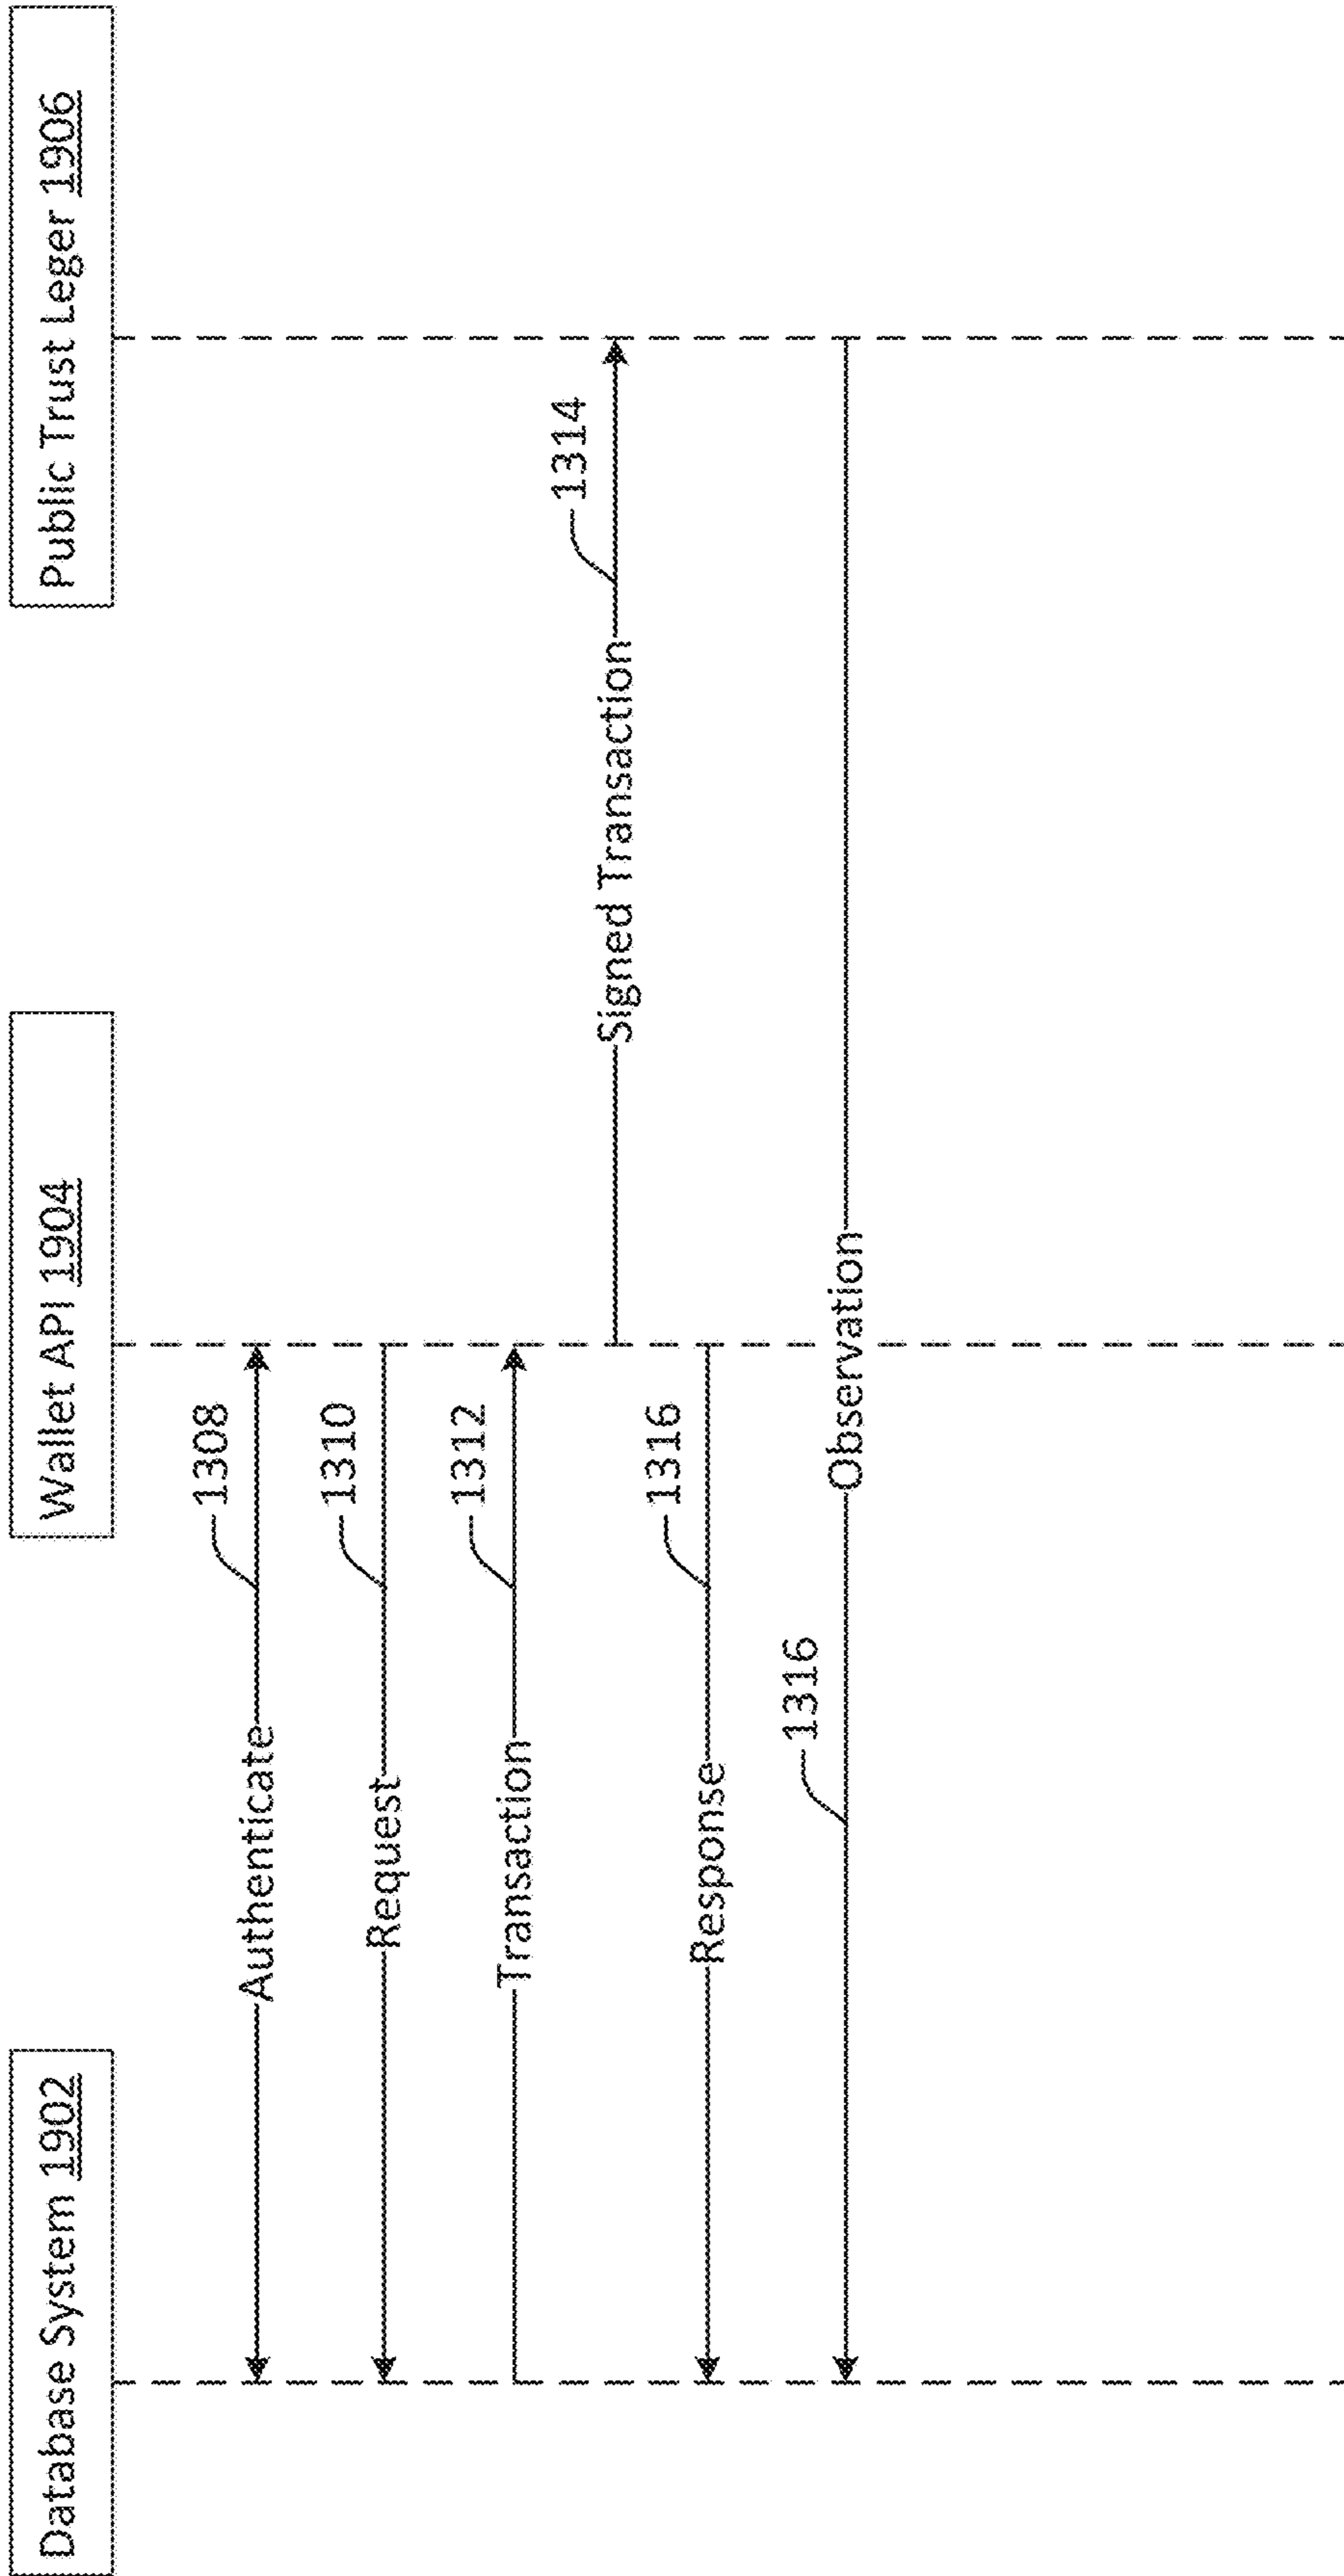 Database System 1902
Wallet API 1904
Public Trust Leger 1906
1308
Authenticate
1310
Request
1312
Transaction
1314
Signed Transaction
1316
Response
1316
Observation